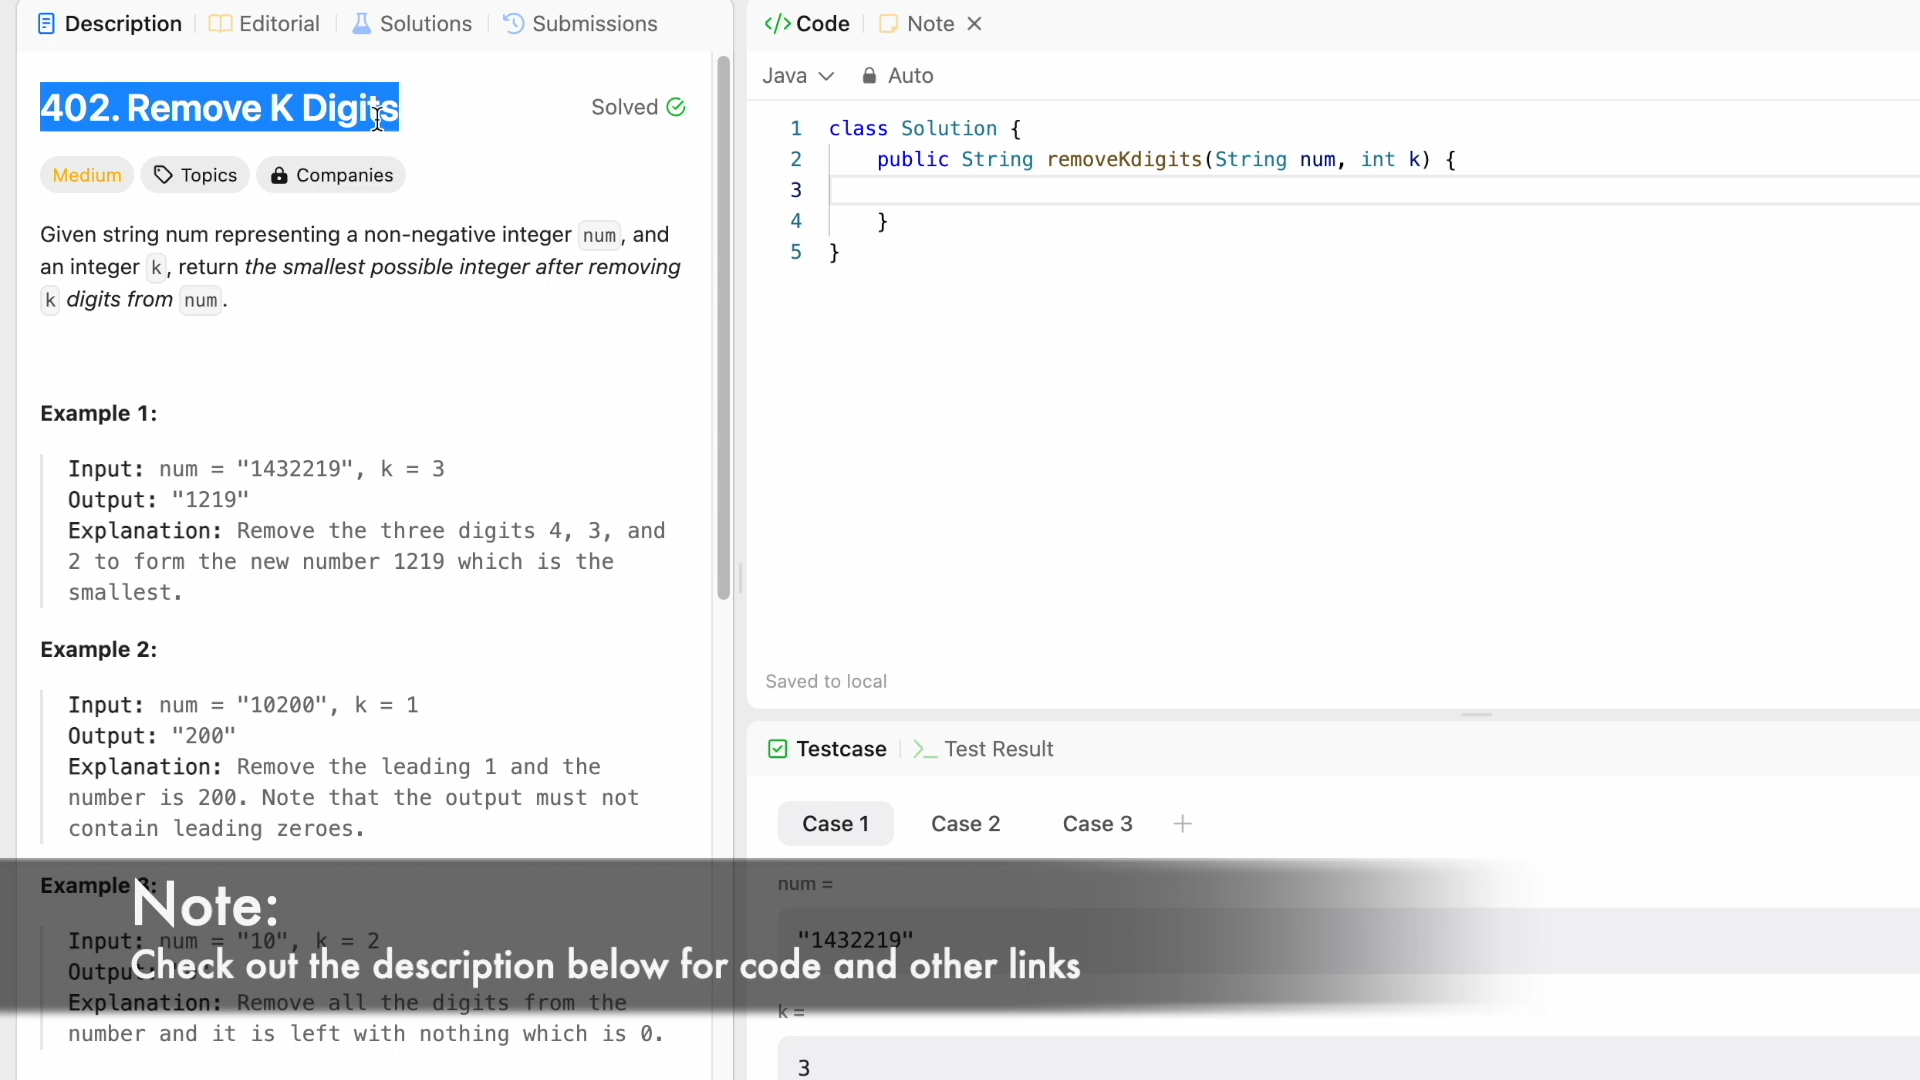 Description Editorial Solutions Submissions
402. Remove K Digits
Solved
Medium Topics Companies
Given string num representing a non-negative integer num, and
an integer k, return the smallest possible integer after removing
k digits from num.
Example 1:
Input: num = "1432219", k = 3
Output: "1219"
Explanation: Remove the three digits 4, 3, and
2 to form the new number 1219 which is the
smallest.
Example 2:
Input: num = "10200", k = 1
Output: "200"
Explanation: Remove the leading 1 and the
number is 200. Note that the output must not
contain leading zeroes.
Example 3:
Input: num = "10", k = 2
Explanation: Remove all the digits from the
number and it is left with nothing which is 0.
</> Code Note
Java Auto
1 class Solution {
2 public String removeKdigits(String num, int k) {
3
4 }
5 }
Saved to local
Testcase >_ Test Result
Case 1 Case 2 Case 3 +
num =
"1432219"
k =
3
Note:
Check out the description below for code and other links